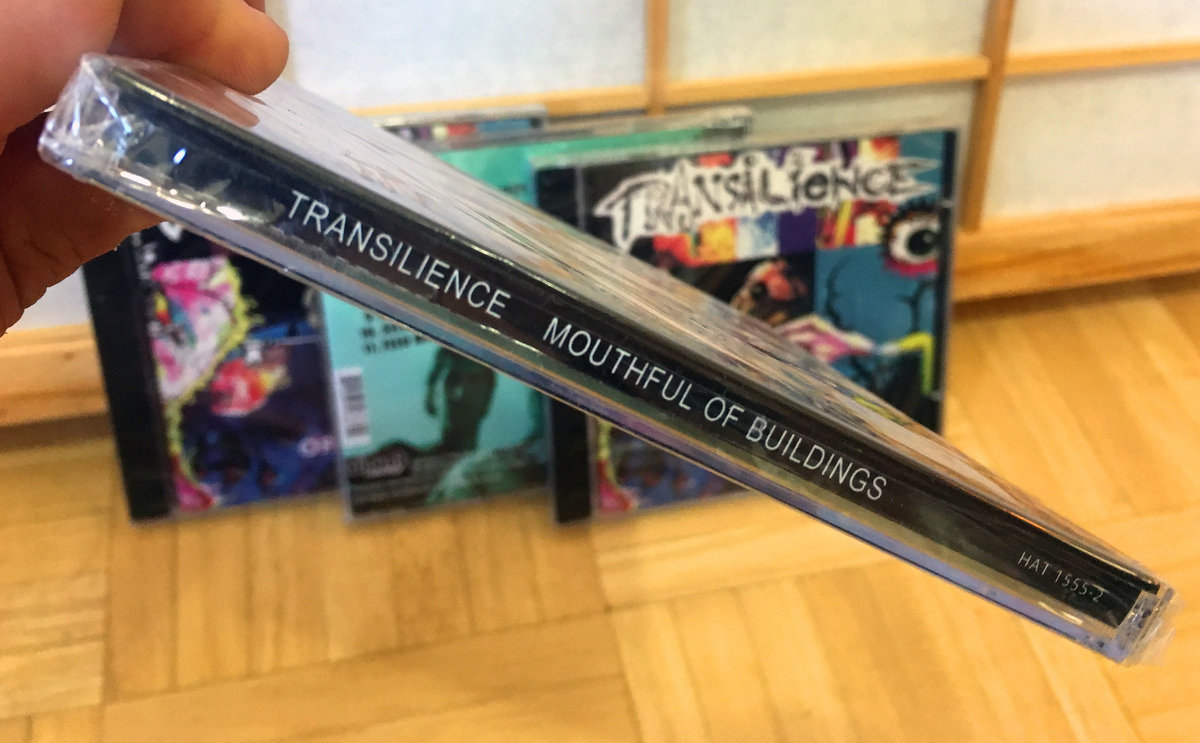 TRANSILIENCE MOUTHFUL OF BUILDINGS
HAT 1555-2
TRANSILIENCE